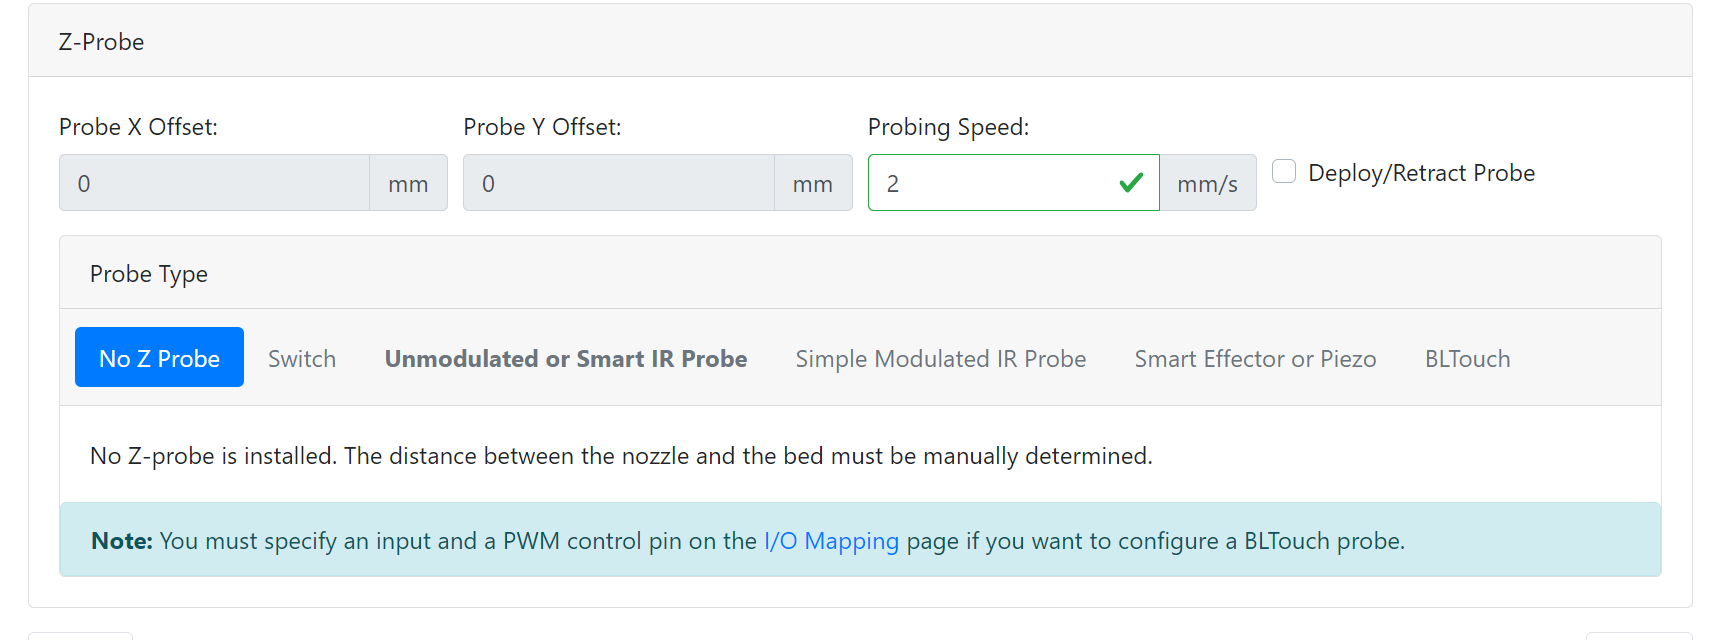 Z-Probe
Probe X Offset: Probe Y Offset: Probing Speed:
0 mm 0 mm 2 mm/s Deploy/Retract Probe
Probe Type
No Z Probe Switch Unmodulated or Smart IR Probe Simple Modulated IR Probe Smart Effector or Piezo BLTouch
No Z-probe is installed. The distance between the nozzle and the bed must be manually determined.
Note: You must specify an input and a PWM control pin on the I/O Mapping page if you want to configure a BLTouch probe.